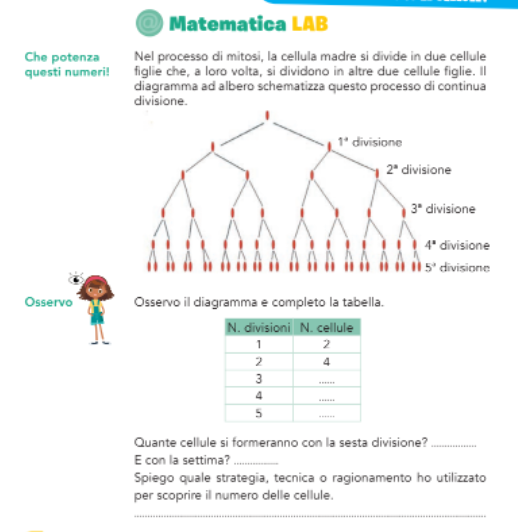 @ Matematica LAB
Che potenza
questi numeri!
Nel processo di mitosi, la cellula madre si divide in due cellule
figlie che, a loro volta, si dividono in altre due cellule figlie. Il
diagramma ad albero schematizza questo processo di continua
divisione.
1ª divisione
2ª divisione
3ª divisione
4ª divisione
5ª divisione
Osservo
Osservo il diagramma e completo la tabella.
N. divisioni N. cellule
1 2
2 4
3 ......
4 ......
5 ......
Quante cellule si formeranno con la sesta divisione? ................
E con la settima? ................
Spiego quale strategia, tecnica o ragionamento ho utilizzato
per scoprire il numero delle cellule.